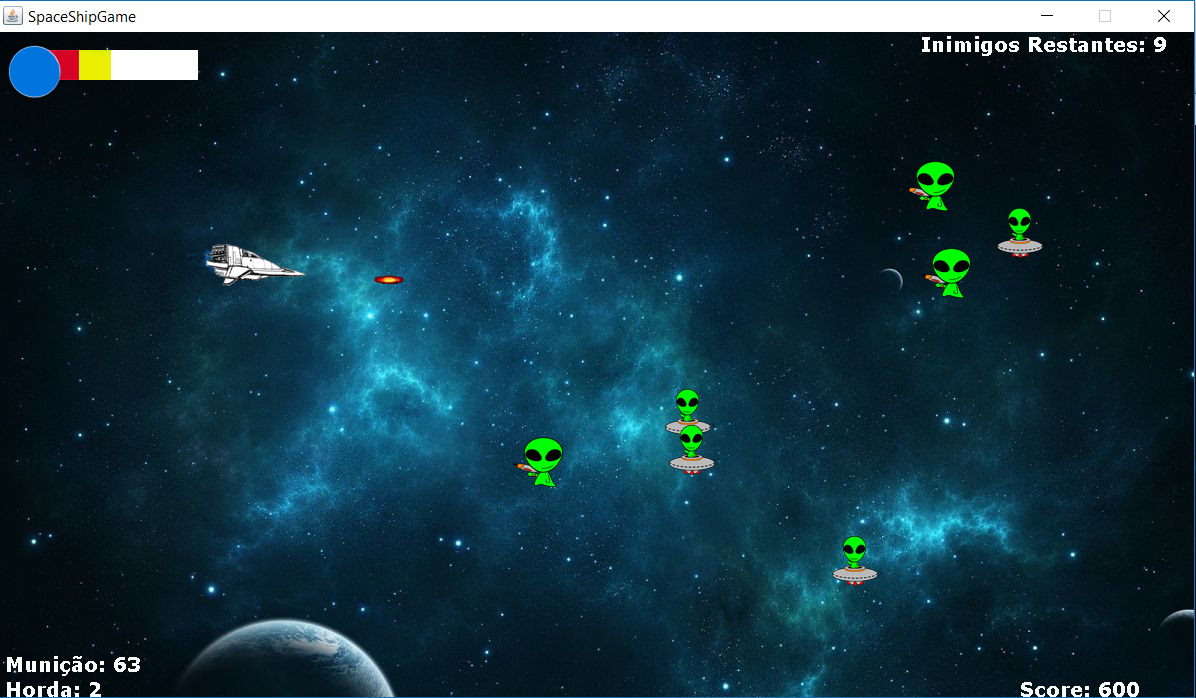 SpaceShipGame
Inimigos Restantes: 9
Munição: 63
Horda: 2
Score: 600